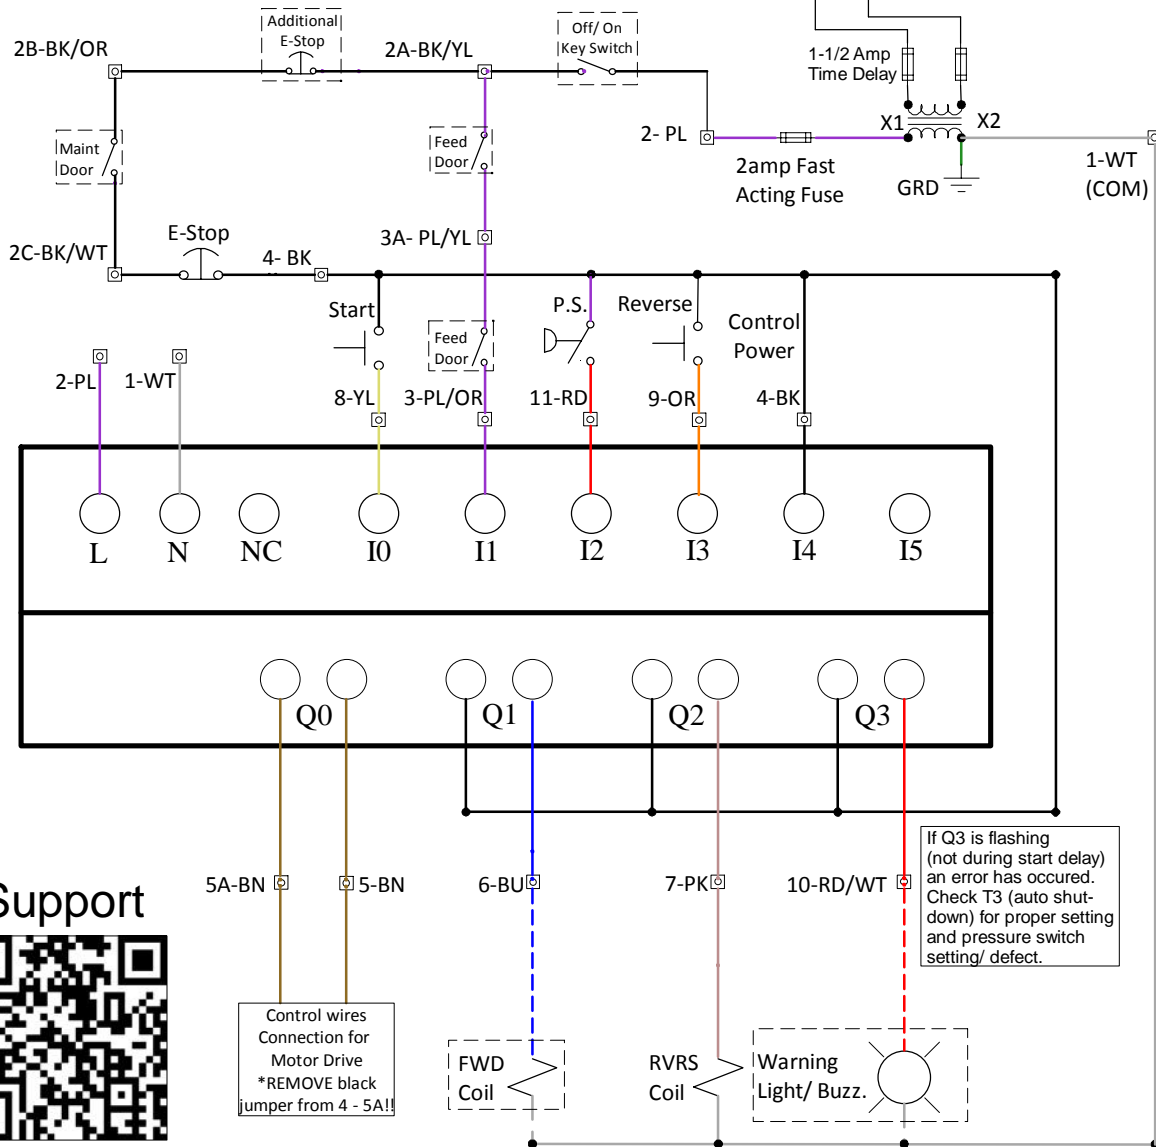 Additional
E-Stop
Off/ On
Key Switch
2B-BK/OR
2A-BK/YL
1-1/2 Amp
Time Delay
X1
X2
Maint
Door
Feed
Door
2- PL
2amp Fast
Acting Fuse
GRD
1-WT
(COM)
E-Stop
3A- PL/YL
2C-BK/WT
4- BK
Start
P.S.
Reverse
Control
Power
Feed
Door
2-PL
1-WT
8-YL
3-PL/OR
11-RD
9-OR
4-BK
L
N
NC
I0
I1
I2
I3
I4
I5
Q0
Q1
Q2
Q3
If Q3 is flashing
(not during start delay)
an error has occured.
Check T3 (auto shut-
down) for proper setting
and pressure switch
setting/ defect.
5A-BN
5-BN
6-BU
7-PK
10-RD/WT
Support
Control wires
Connection for
Motor Drive
*REMOVE black
jumper from 4 - 5A!!
FWD
Coil
RVRS
Coil
Warning
Light/ Buzz.